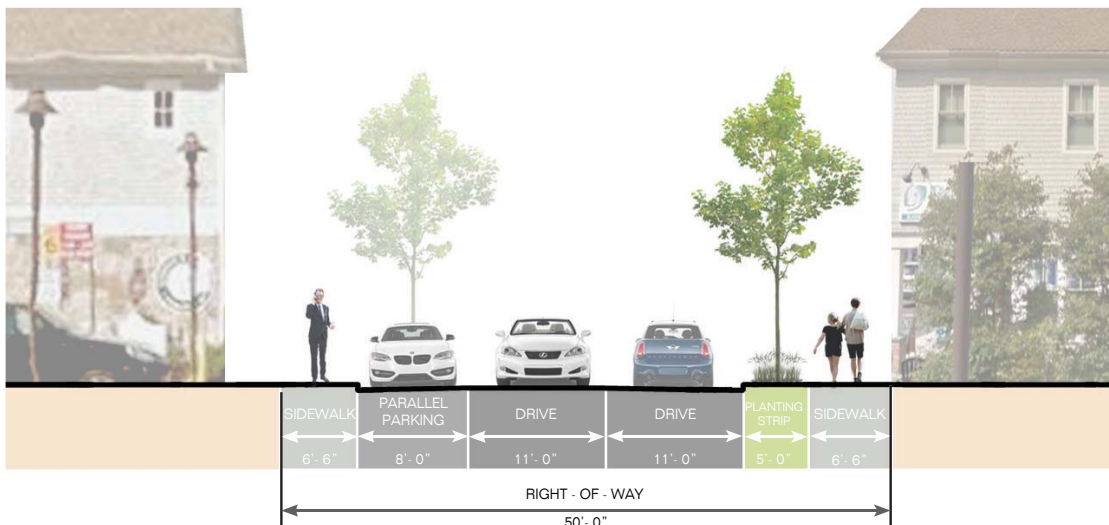 SIDEWALK
6'- 6"
PARALLEL
PARKING
8'- 0"
DRIVE
11'- 0"
DRIVE
11'- 0"
PLANTING
STRIP
5'- 0"
SIDEWALK
6'- 6"
RIGHT - OF - WAY
50'- 0"